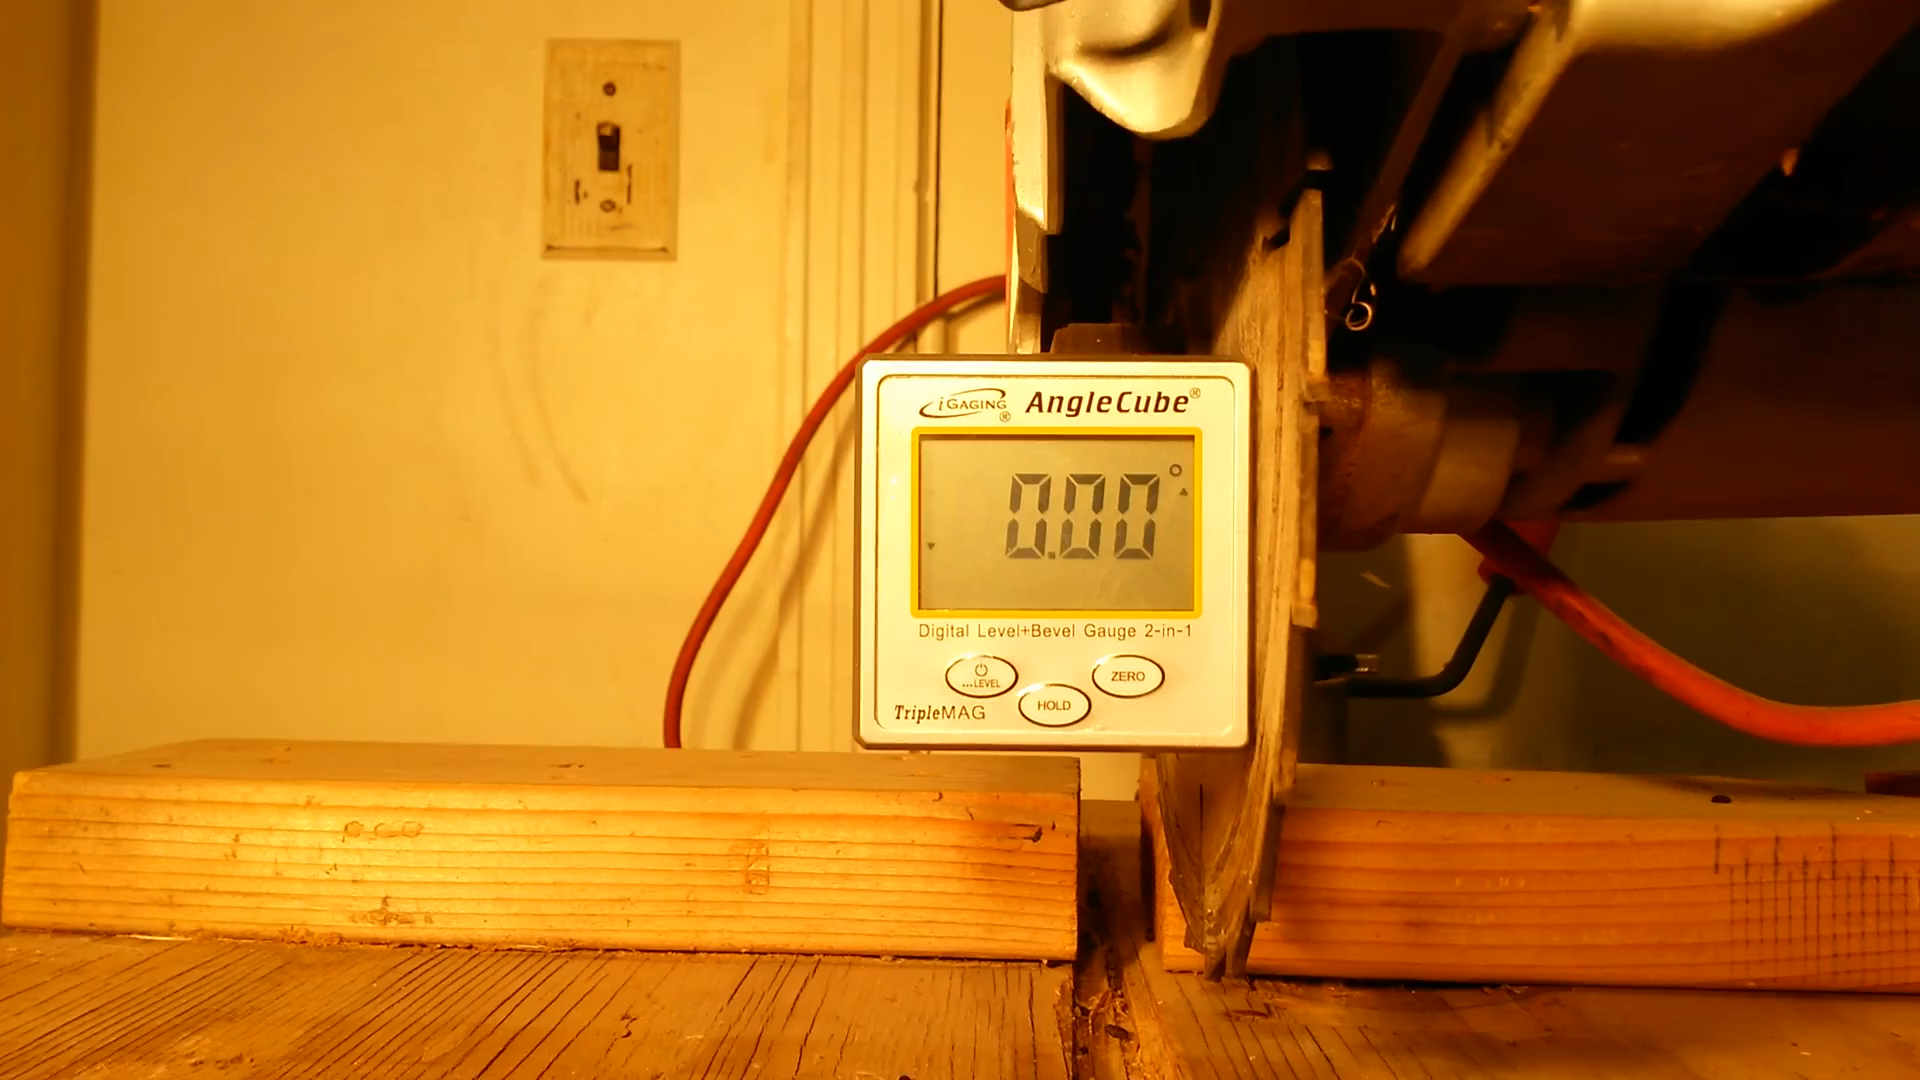 iGAGING® AngleCube®
0.00°
Digital Level+Bevel Gauge 2-in-1
...LEVEL
ZERO
HOLD
TripleMAG